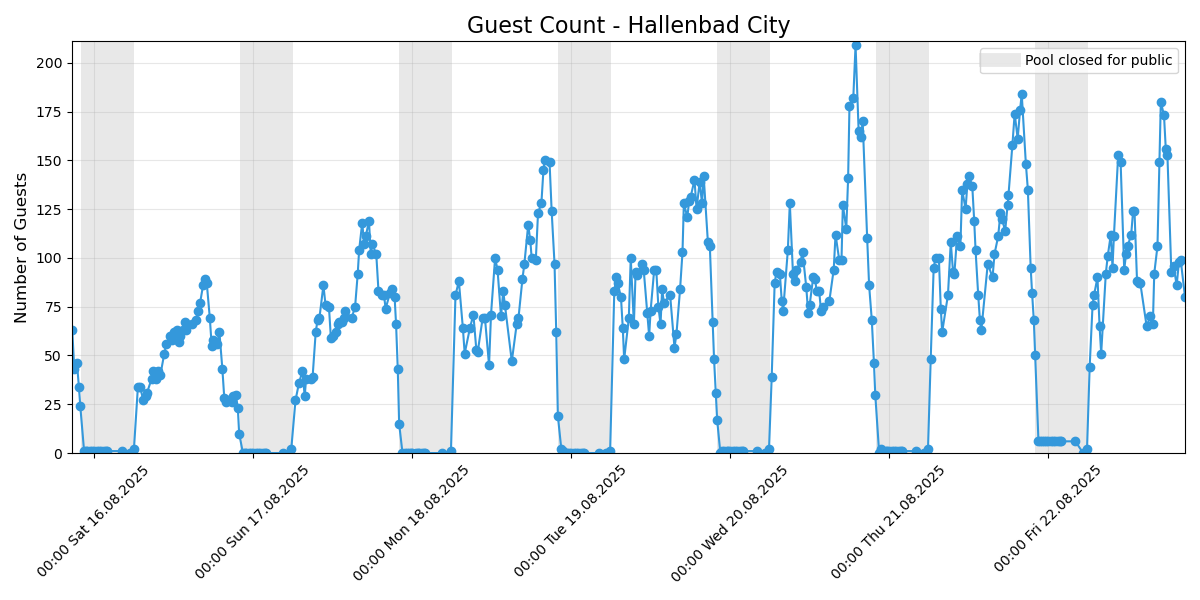 Guest Count - Hallenbad City
Pool closed for public
Number of Guests
200
175
150
125
100
75
50
25
0
00:00 Sat 16.08.2025
00:00 Sun 17.08.2025
00:00 Mon 18.08.2025
00:00 Tue 19.08.2025
00:00 Wed 20.08.2025
00:00 Thu 21.08.2025
00:00 Fri 22.08.2025